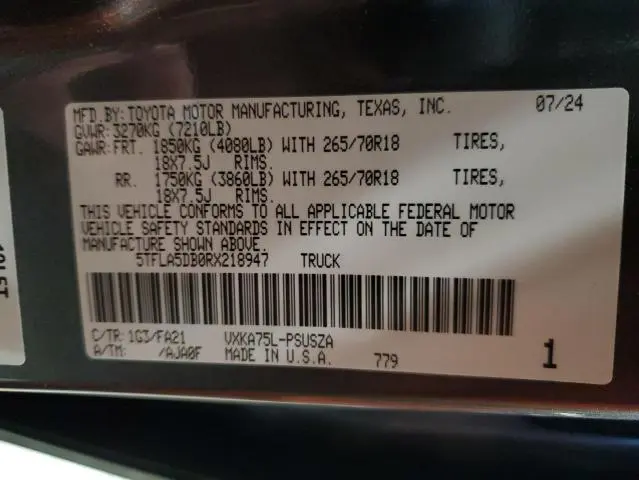 MFD.BY:TOYOTA MOTOR MANUFACTURING, TEXAS, INC. 07/24
GVWR:3270KG (7210LB)
GAWR:FRT. 1850KG (4080LB) WITH 265/70R18 TIRES,
18X7.5J RIMS.
RR. 1750KG (3860LB) WITH 265/70R18 TIRES,
18X7.5J RIMS.
THIS VEHICLE CONFORMS TO ALL APPLICABLE FEDERAL MOTOR
VEHICLE SAFETY STANDARDS IN EFFECT ON THE DATE OF
MANUFACTURE SHOWN ABOVE.
5TFLA5DB0RX218947 TRUCK
C/TR:1G3/FA21 VXKA75L-PSUSZA
A/TM: /AJA0F MADE IN U.S.A. 779 1